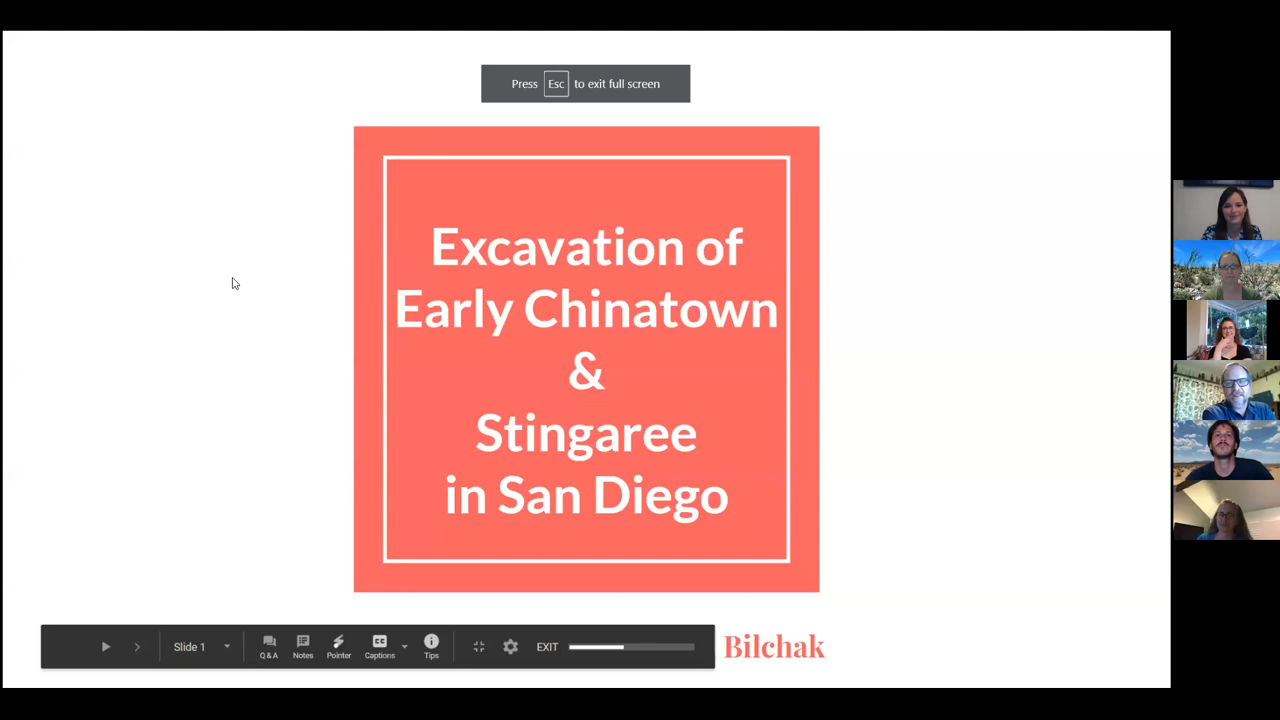 Press Esc to exit full screen
Excavation of
Early Chinatown
&
Stingaree
in San Diego
Slide 1
Q & A
Notes
Pointer
Captions
Tips
EXIT
Bilchak